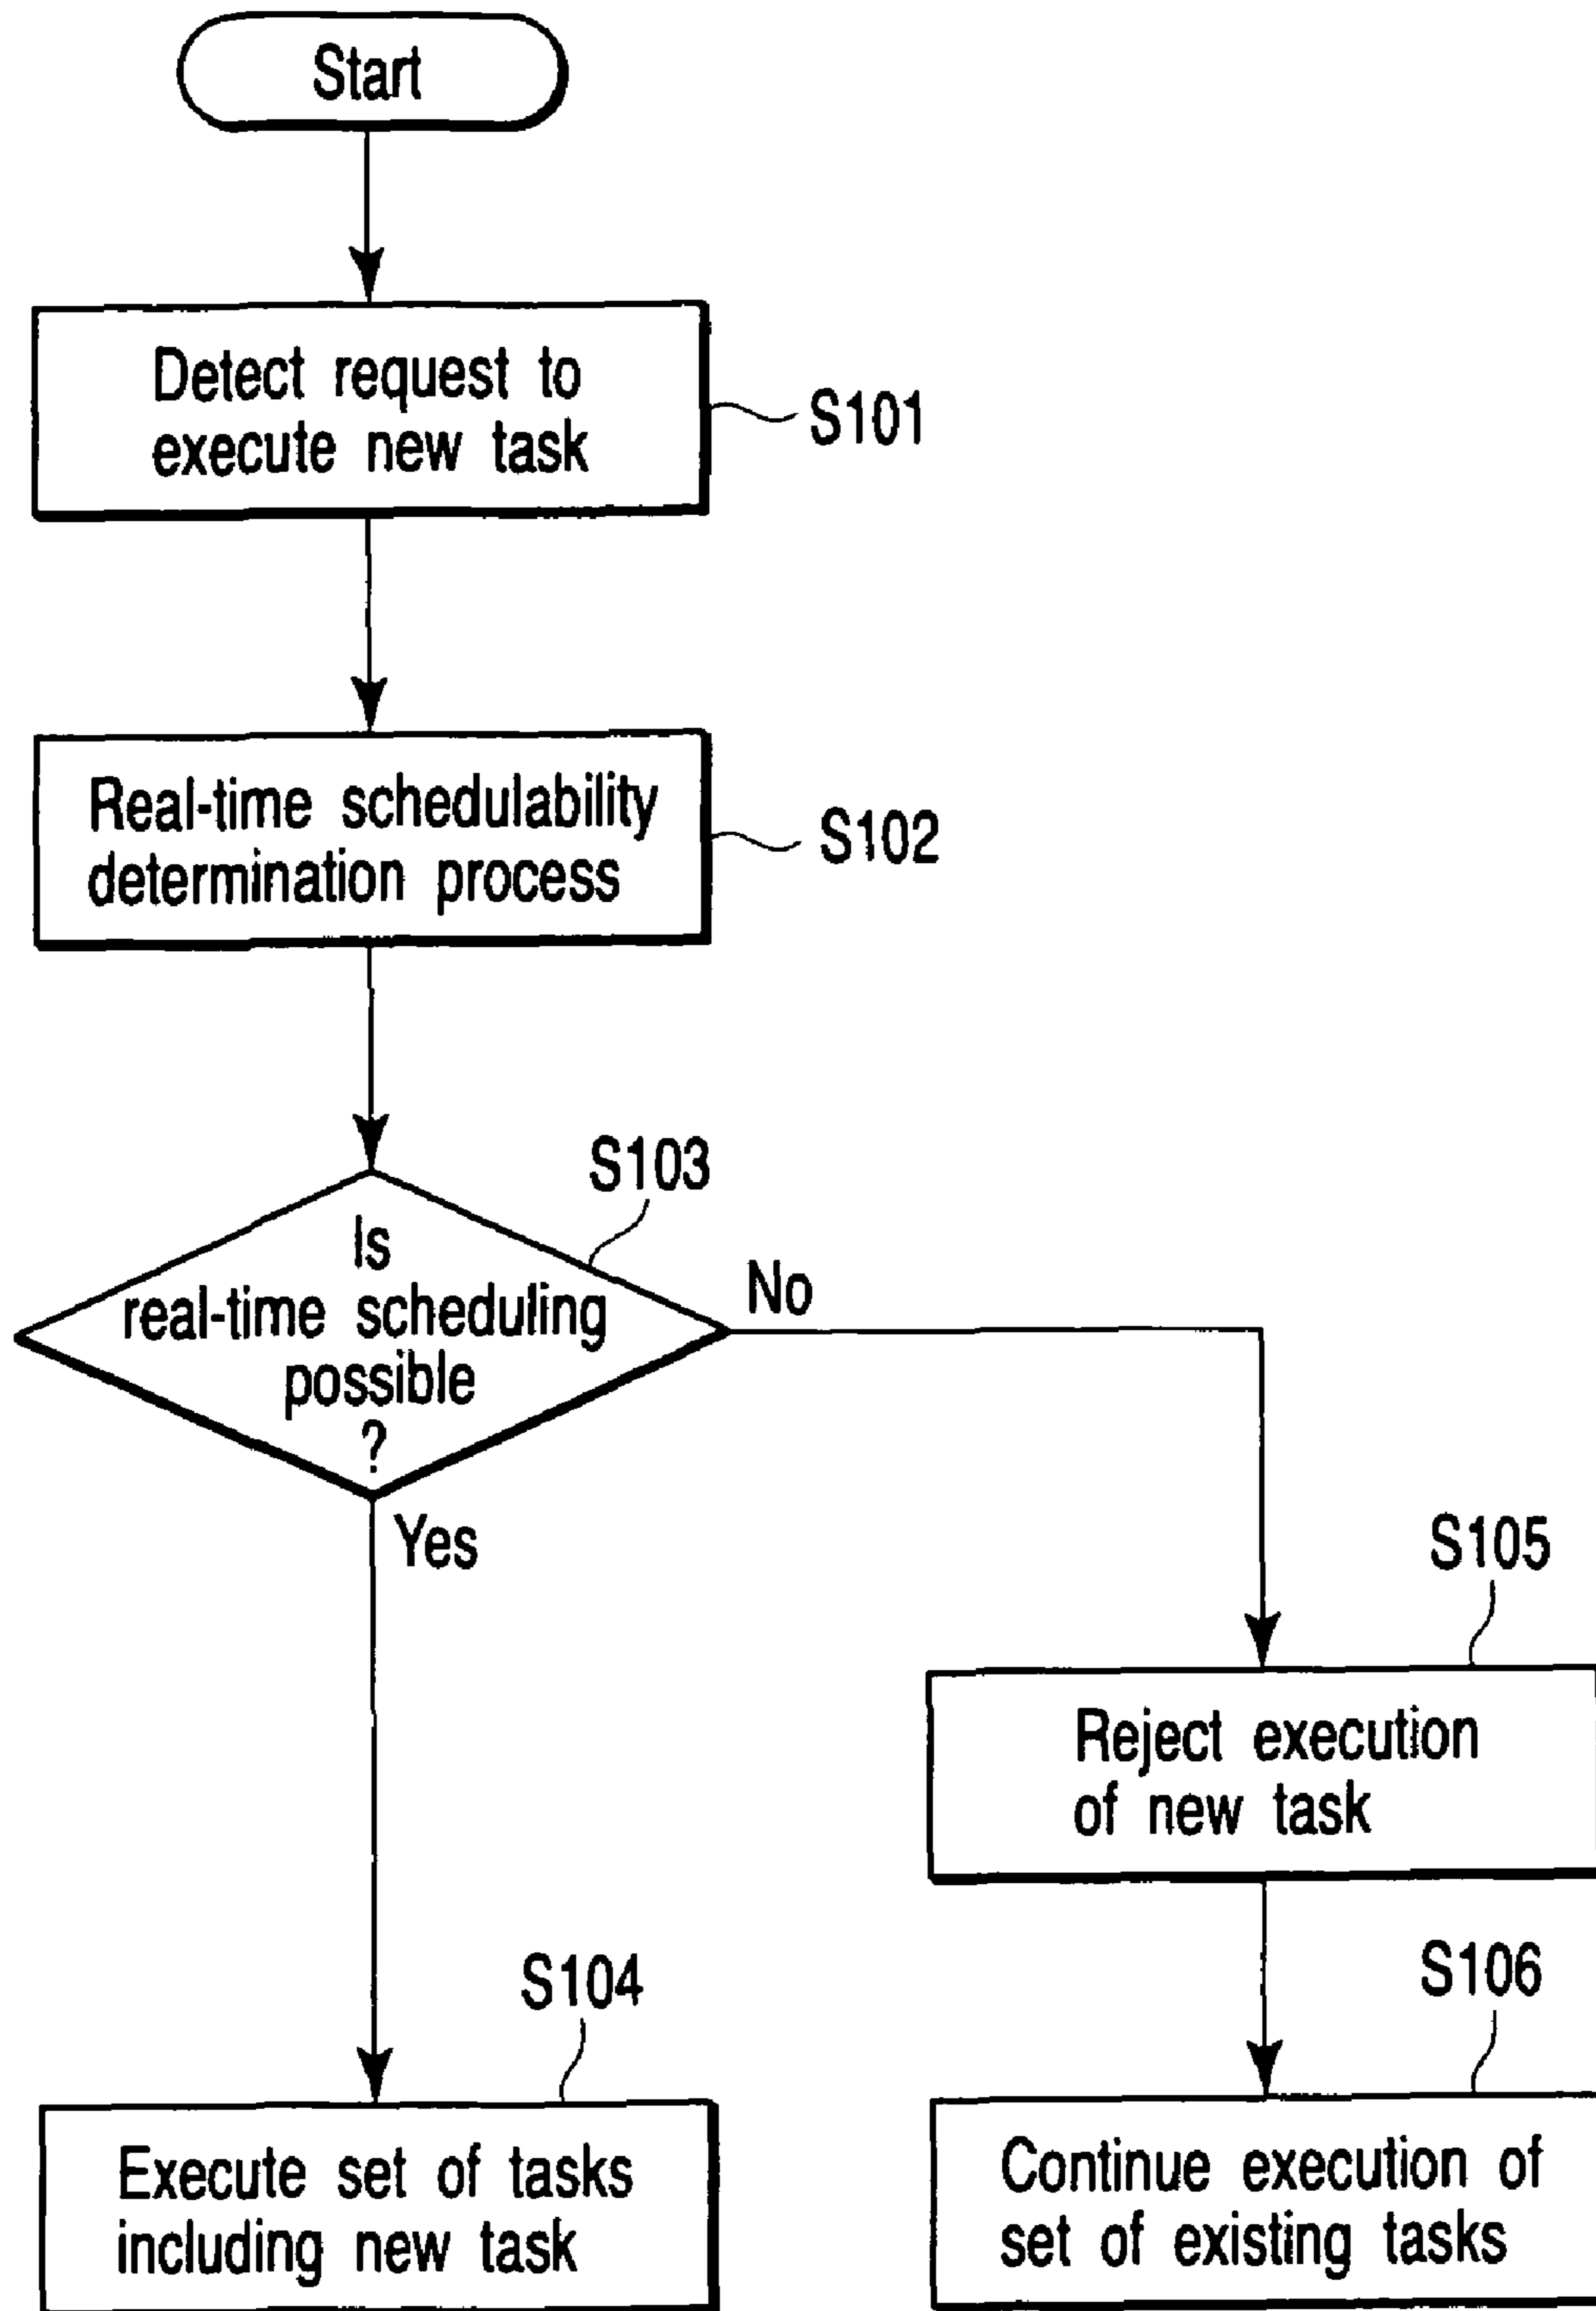 Start
Detect request to
execute new task
S101
Real-time schedulability
determination process
S102
S103
Is
real-time scheduling
possible
?
No
Yes
S105
Reject execution
of new task
S104
Execute set of tasks
including new task
S106
Continue execution of
set of existing tasks